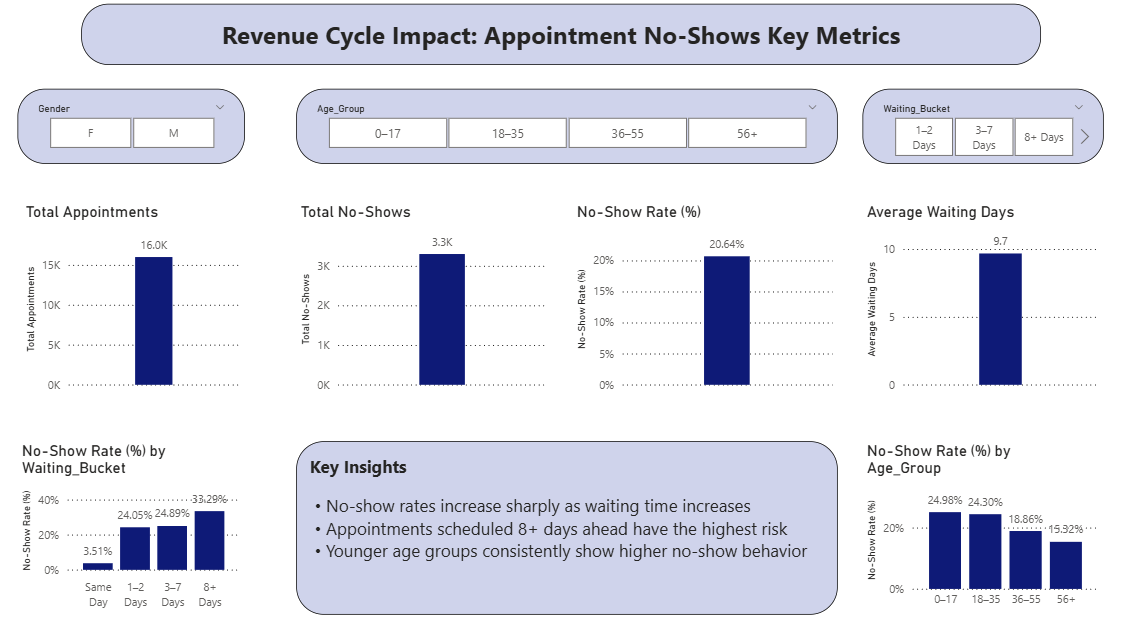 Revenue Cycle Impact: Appointment No-Shows Key Metrics
Gender
F
M
Age_Group
0–17
18–35
36–55
56+
Waiting_Bucket
1–2
Days
3–7
Days
8+ Days
Total Appointments
Total Appointments
15K
10K
5K
0K
16.0K
Total No-Shows
Total No-Shows
3K
2K
1K
0K
3.3K
No-Show Rate (%)
No-Show Rate (%)
20%
15%
10%
5%
0%
20.64%
Average Waiting Days
Average Waiting Days
10
5
0
9.7
No-Show Rate (%) by
Waiting_Bucket
No-Show Rate (%)
40%
20%
0%
3.51%
24.05%
24.89%
33.29%
Same
Day
1–2
Days
3–7
Days
8+
Days
Key Insights
• No-show rates increase sharply as waiting time increases
• Appointments scheduled 8+ days ahead have the highest risk
• Younger age groups consistently show higher no-show behavior
No-Show Rate (%) by
Age_Group
No-Show Rate (%)
20%
0%
24.98%
24.30%
18.86%
15.32%
0–17
18–35
36–55
56+